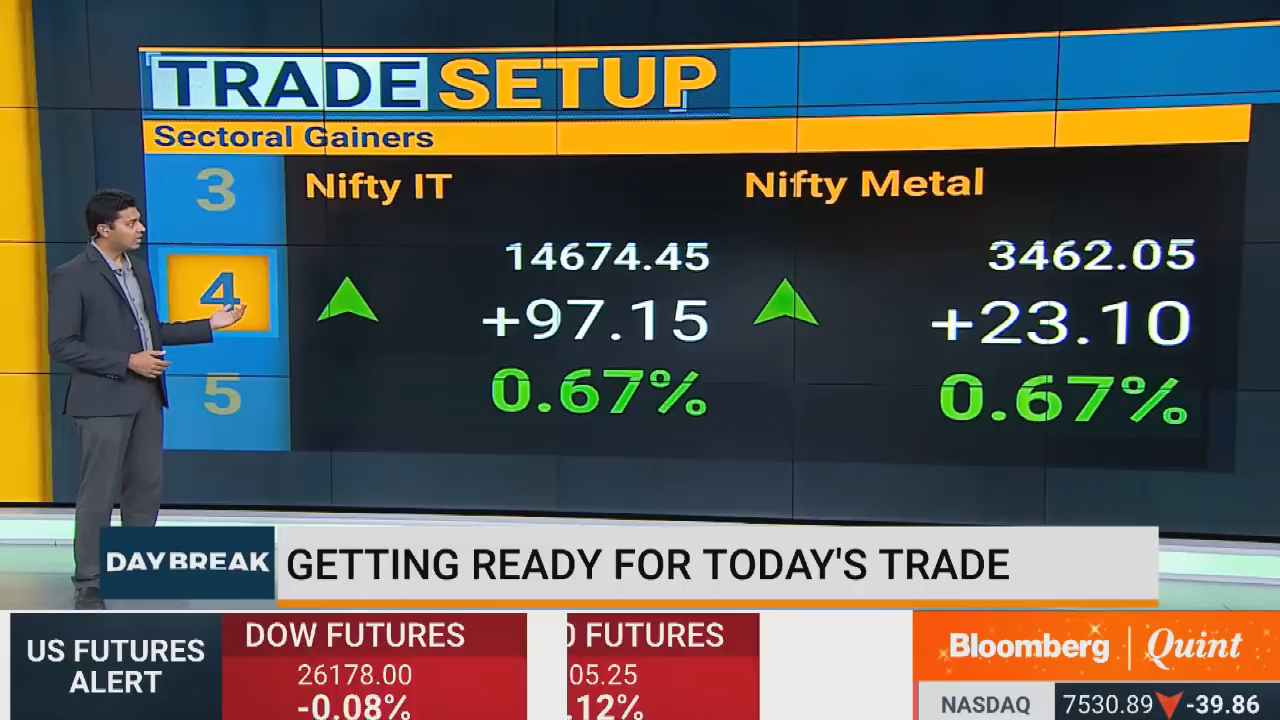 TRADE SETUP
Sectoral Gainers
3
4
5
Nifty IT
14674.45
+97.15
0.67%
Nifty Metal
3462.05
+23.10
0.67%
DAYBREAK
GETTING READY FOR TODAY'S TRADE
US FUTURES
ALERT
DOW FUTURES
26178.00
-0.08%
FUTURES
05.25
.12%
Bloomberg | Quint
NASDAQ 7530.89 -39.86